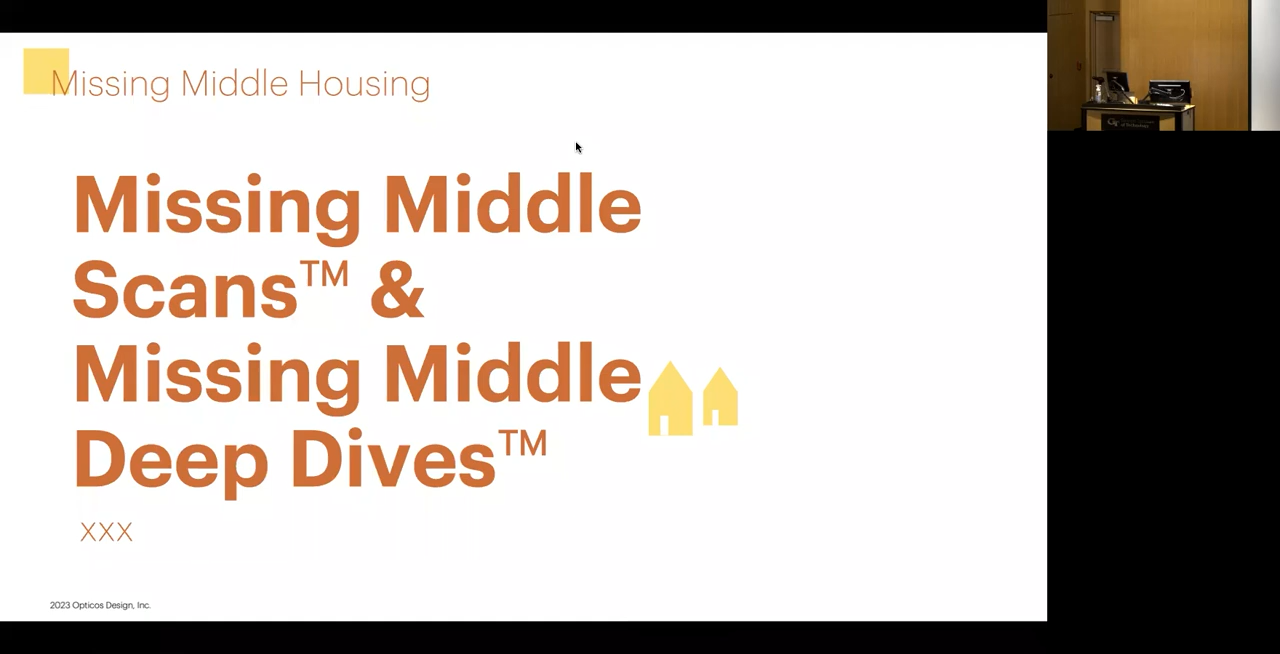 Missing Middle Housing
Missing Middle
Scans™ &
Missing Middle
Deep Dives™
XXX
2023 Opticos Design, Inc.